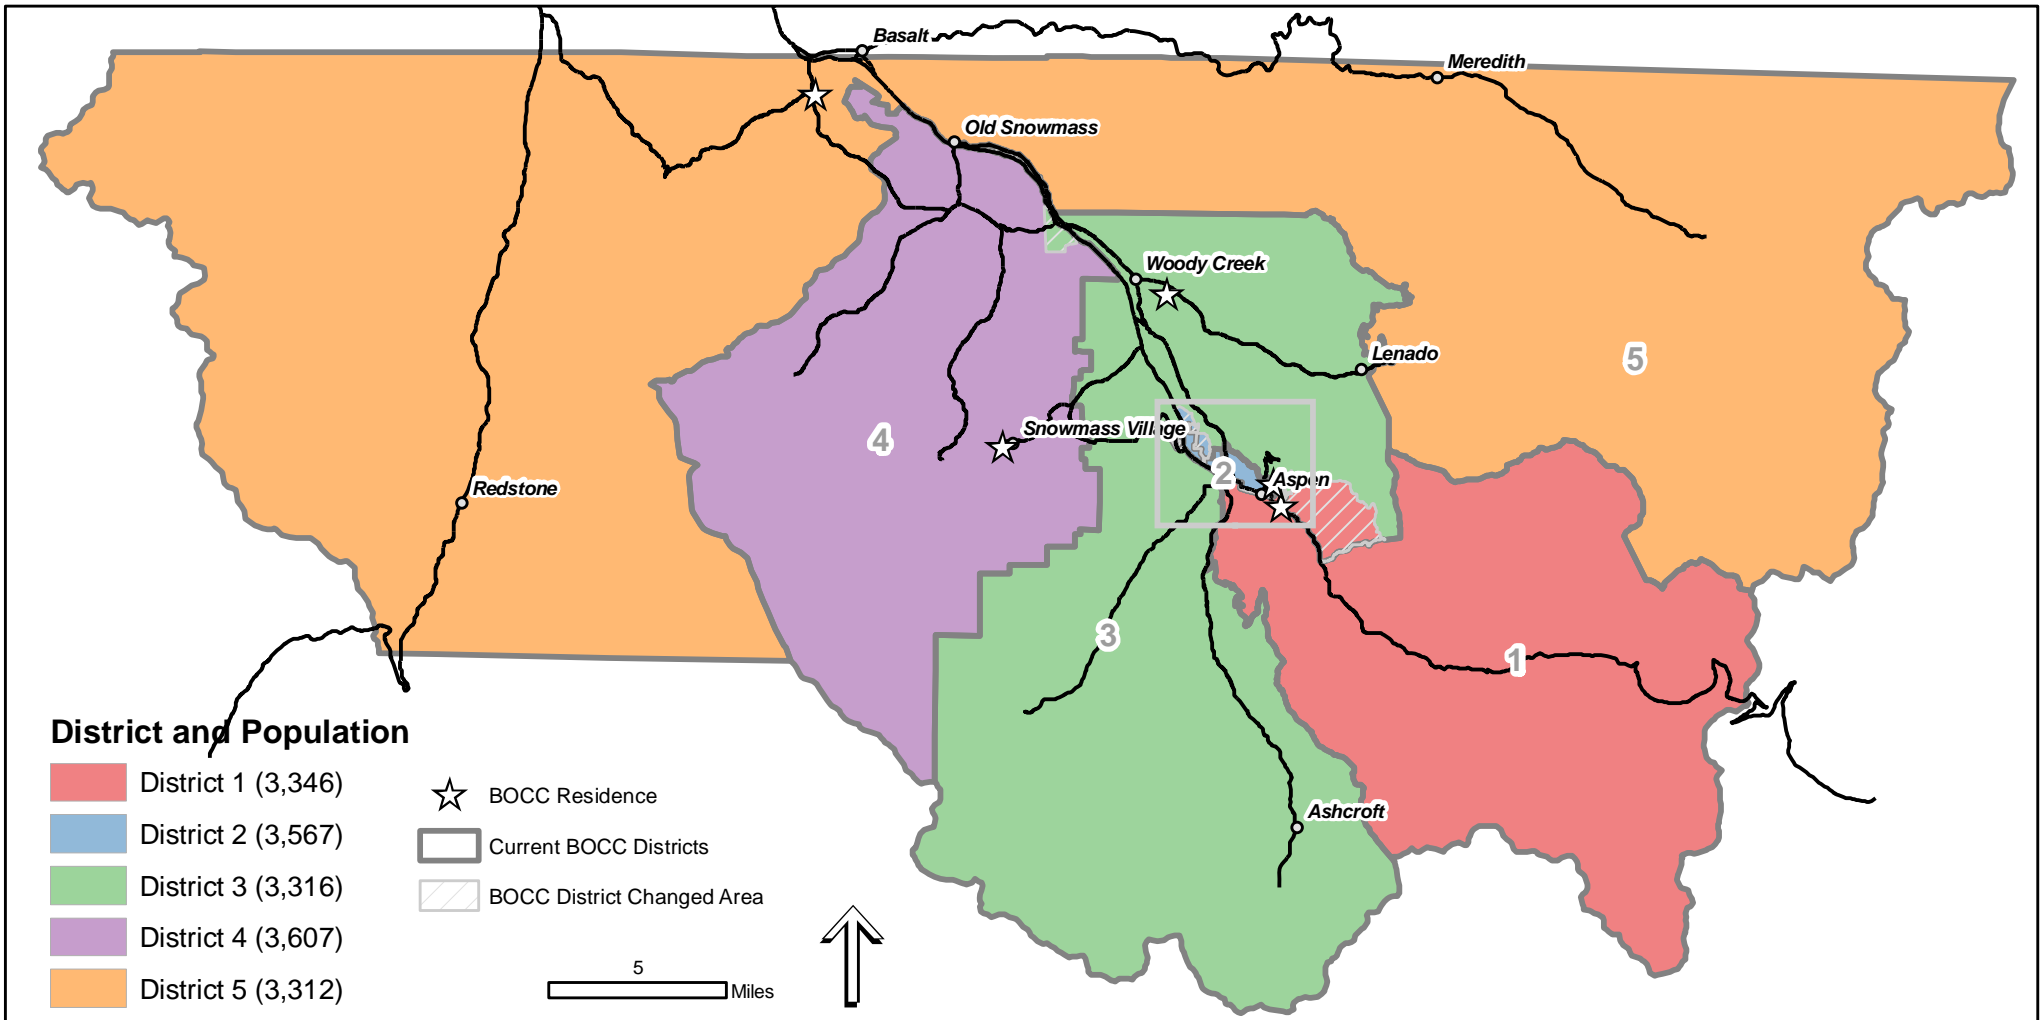 Basalt
Meredith
Old Snowmass
Woody Creek
Lenado
5
Snowmass Village
4
2
Aspen
Redstone
3
1
Ashcroft
District and Population
District 1 (3,346)
District 2 (3,567)
District 3 (3,316)
District 4 (3,607)
District 5 (3,312)
BOCC Residence
Current BOCC Districts
BOCC District Changed Area
5
Miles